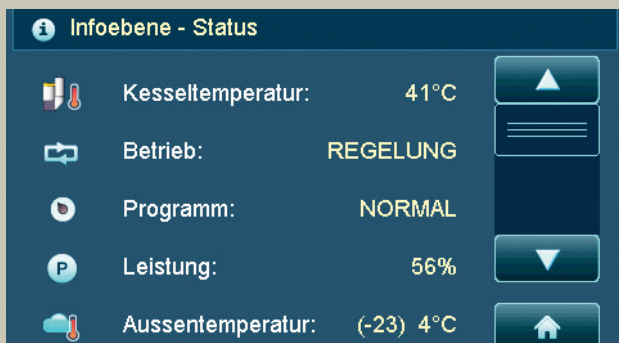 Infoebene - Status
Kesseltemperatur: 41°C
Betrieb: REGELUNG
Programm: NORMAL
P Leistung: 56%
Aussentemperatur: (-23) 4°C